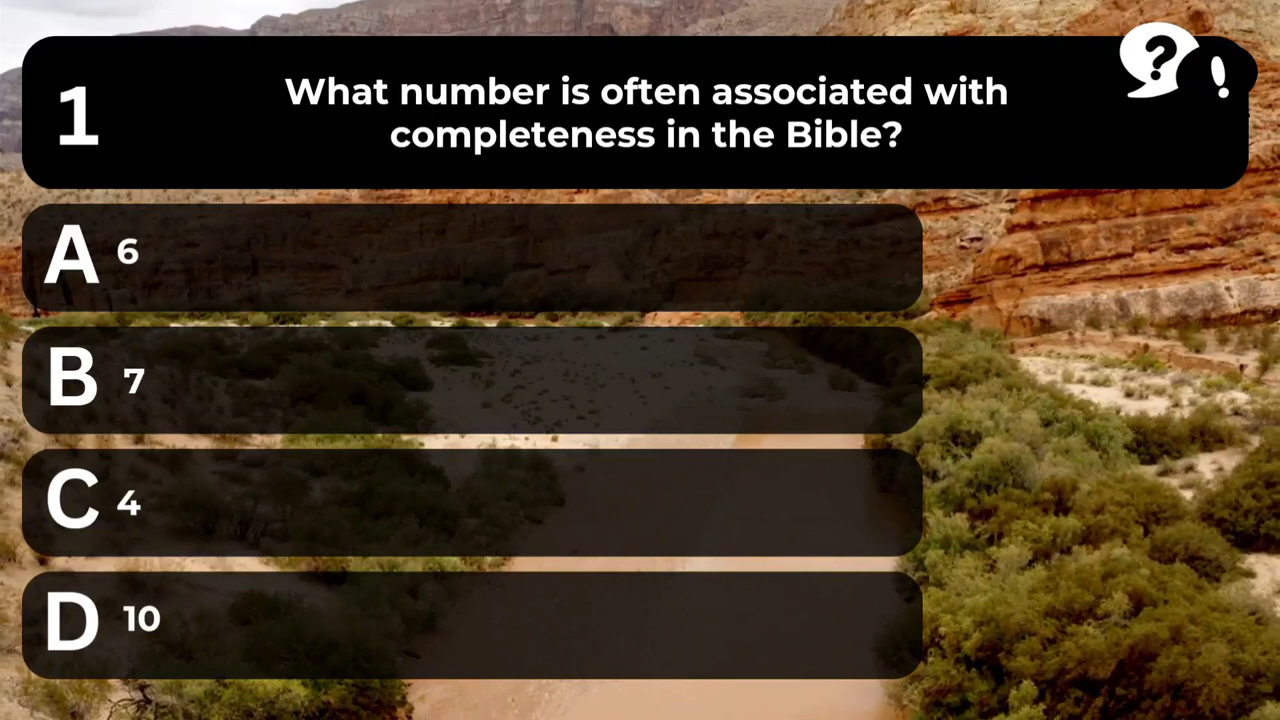 1
What number is often associated with
completeness in the Bible?
? !
A 6
B 7
C 4
D 10